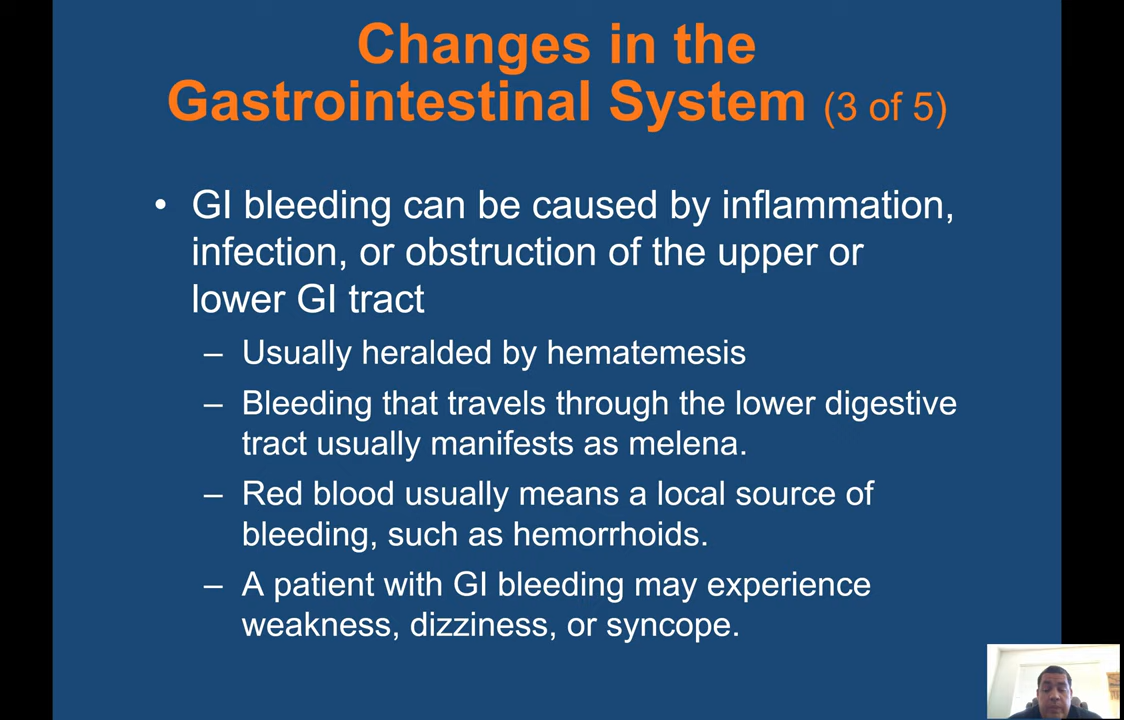 Changes in the
Gastrointestinal System (3 of 5)
• GI bleeding can be caused by inflammation,
infection, or obstruction of the upper or
lower GI tract
– Usually heralded by hematemesis
– Bleeding that travels through the lower digestive
tract usually manifests as melena.
– Red blood usually means a local source of
bleeding, such as hemorrhoids.
– A patient with GI bleeding may experience
weakness, dizziness, or syncope.